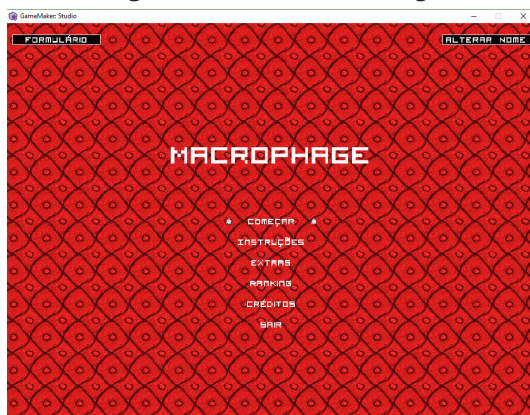 GameMaker: Studio
FORMULÁRIO
ALTERAR NOME
MACROPHAGE
COMEÇAR
INSTRUÇÕES
EXTRAS
RANKING
CRÉDITOS
SAIR